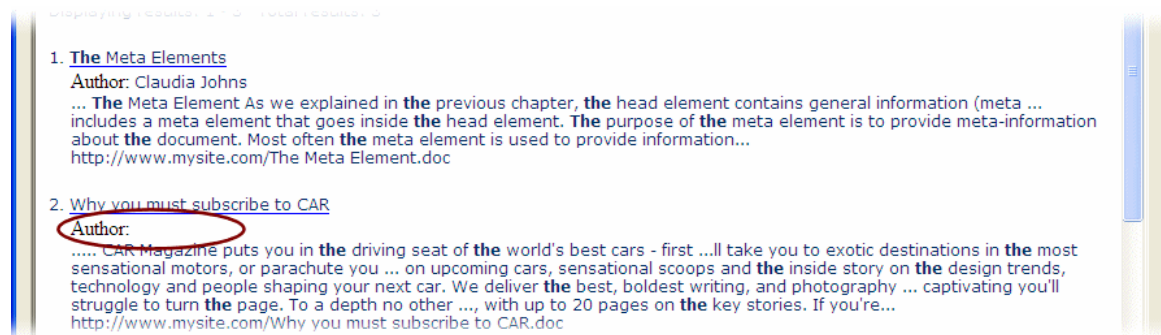 Displaying results: 1 - 3 Total results: 3
1. The Meta Elements
Author: Claudia Johns
... The Meta Element As we explained in the previous chapter, the head element contains general information (meta ...
includes a meta element that goes inside the head element. The purpose of the meta element is to provide meta-information
about the document. Most often the meta element is used to provide information...
http://www.mysite.com/The Meta Element.doc
2. Why you must subscribe to CAR
Author:
..... CAR Magazine puts you in the driving seat of the world's best cars - first ...ll take you to exotic destinations in the most
sensational motors, or parachute you ... on upcoming cars, sensational scoops and the inside story on the design trends,
technology and people shaping your next car. We deliver the best, boldest writing, and photography ... captivating you'll
struggle to turn the page. To a depth no other ..., with up to 20 pages on the key stories. If you're...
http://www.mysite.com/Why you must subscribe to CAR.doc